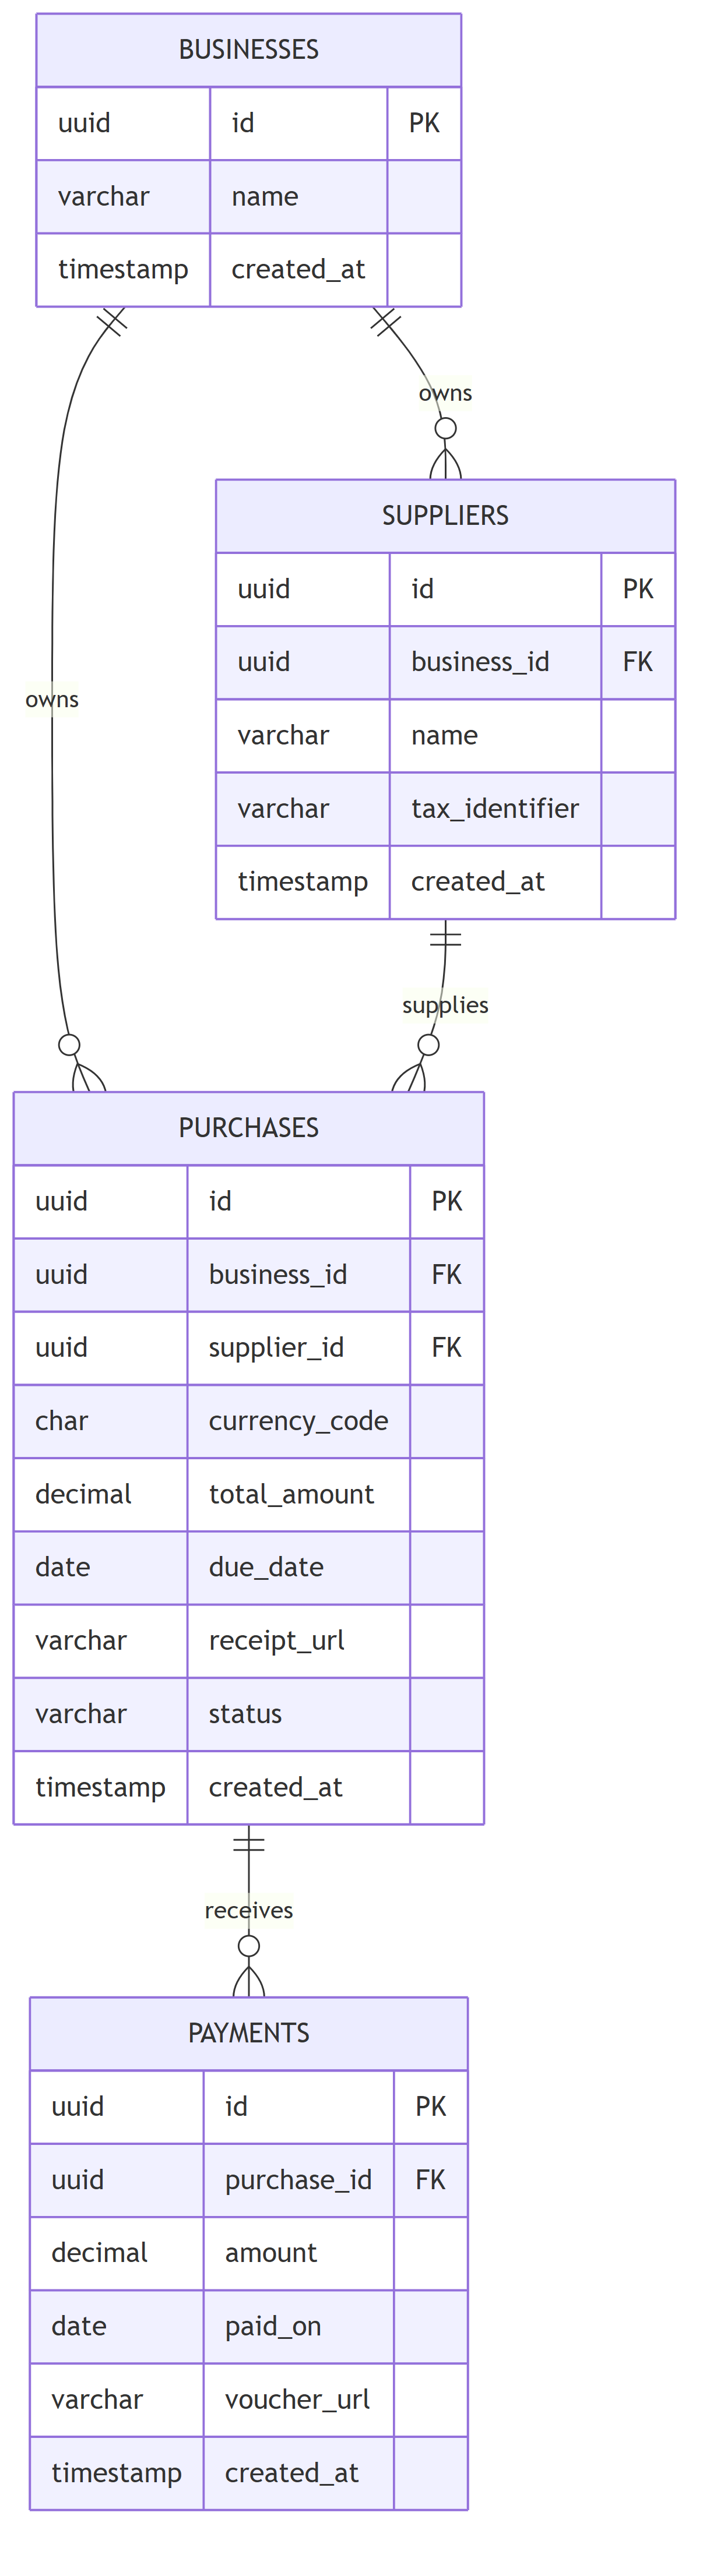 BUSINESSES
uuid id PK
varchar name
timestamp created_at
owns
SUPPLIERS
uuid id PK
uuid business_id FK
varchar name
varchar tax_identifier
timestamp created_at
owns
supplies
PURCHASES
uuid id PK
uuid business_id FK
uuid supplier_id FK
char currency_code
decimal total_amount
date due_date
varchar receipt_url
varchar status
timestamp created_at
receives
PAYMENTS
uuid id PK
uuid purchase_id FK
decimal amount
date paid_on
varchar voucher_url
timestamp created_at